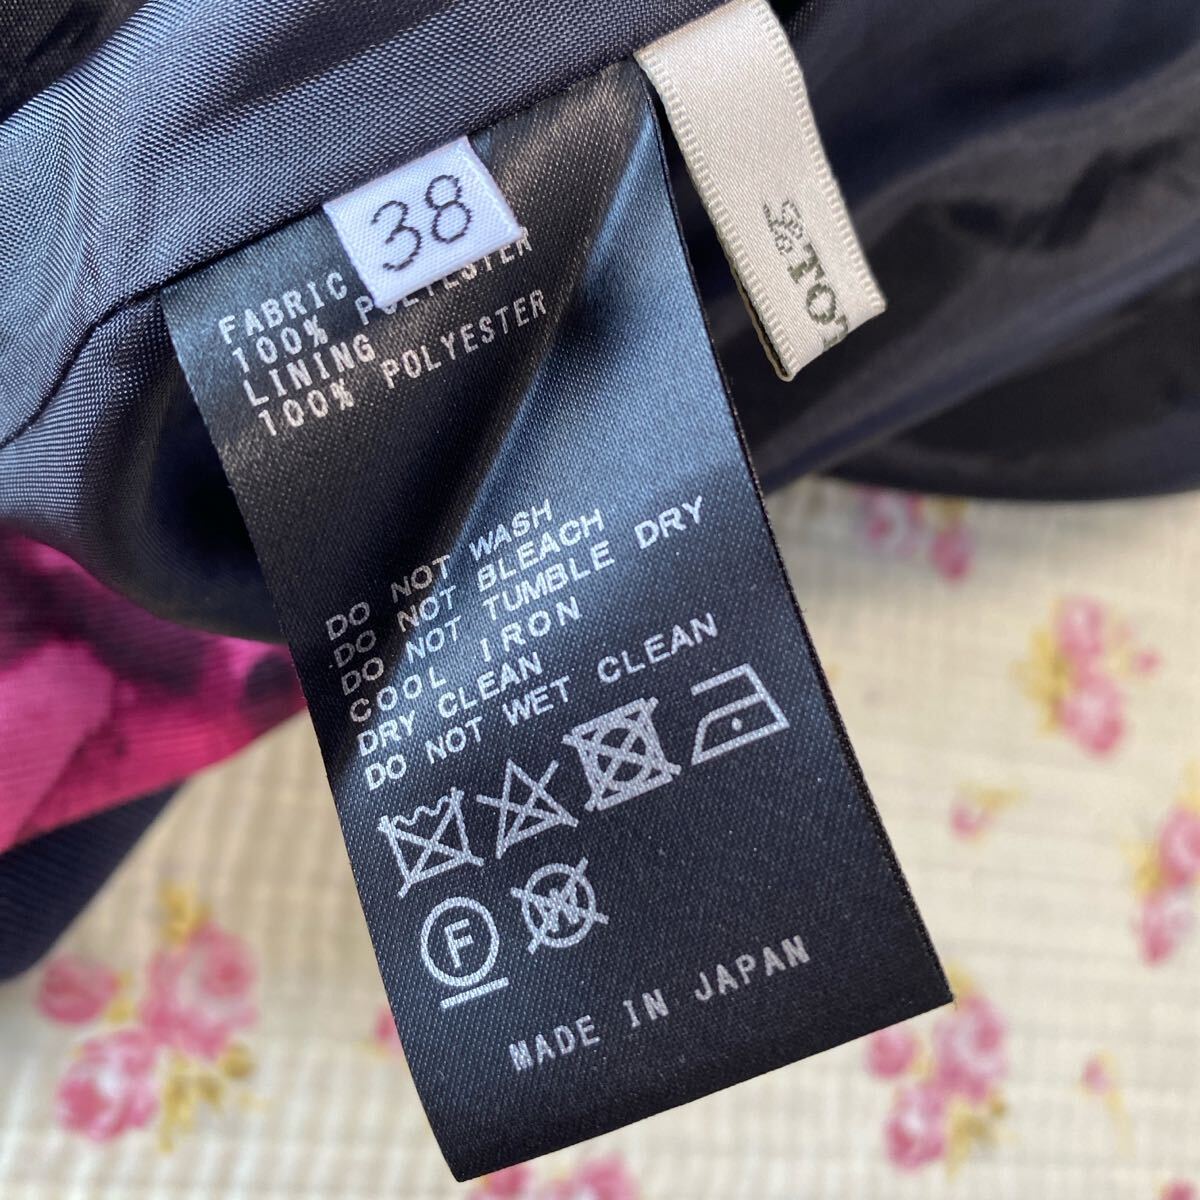 38
FABRIC
100% POLYESTER
LINING
100% POLYESTER
DO NOT WASH
DO NOT BLEACH
DO NOT TUMBLE DRY
COOL IRON
DRY CLEAN
DO NOT WET CLEAN
F W
MADE IN JAPAN
TO